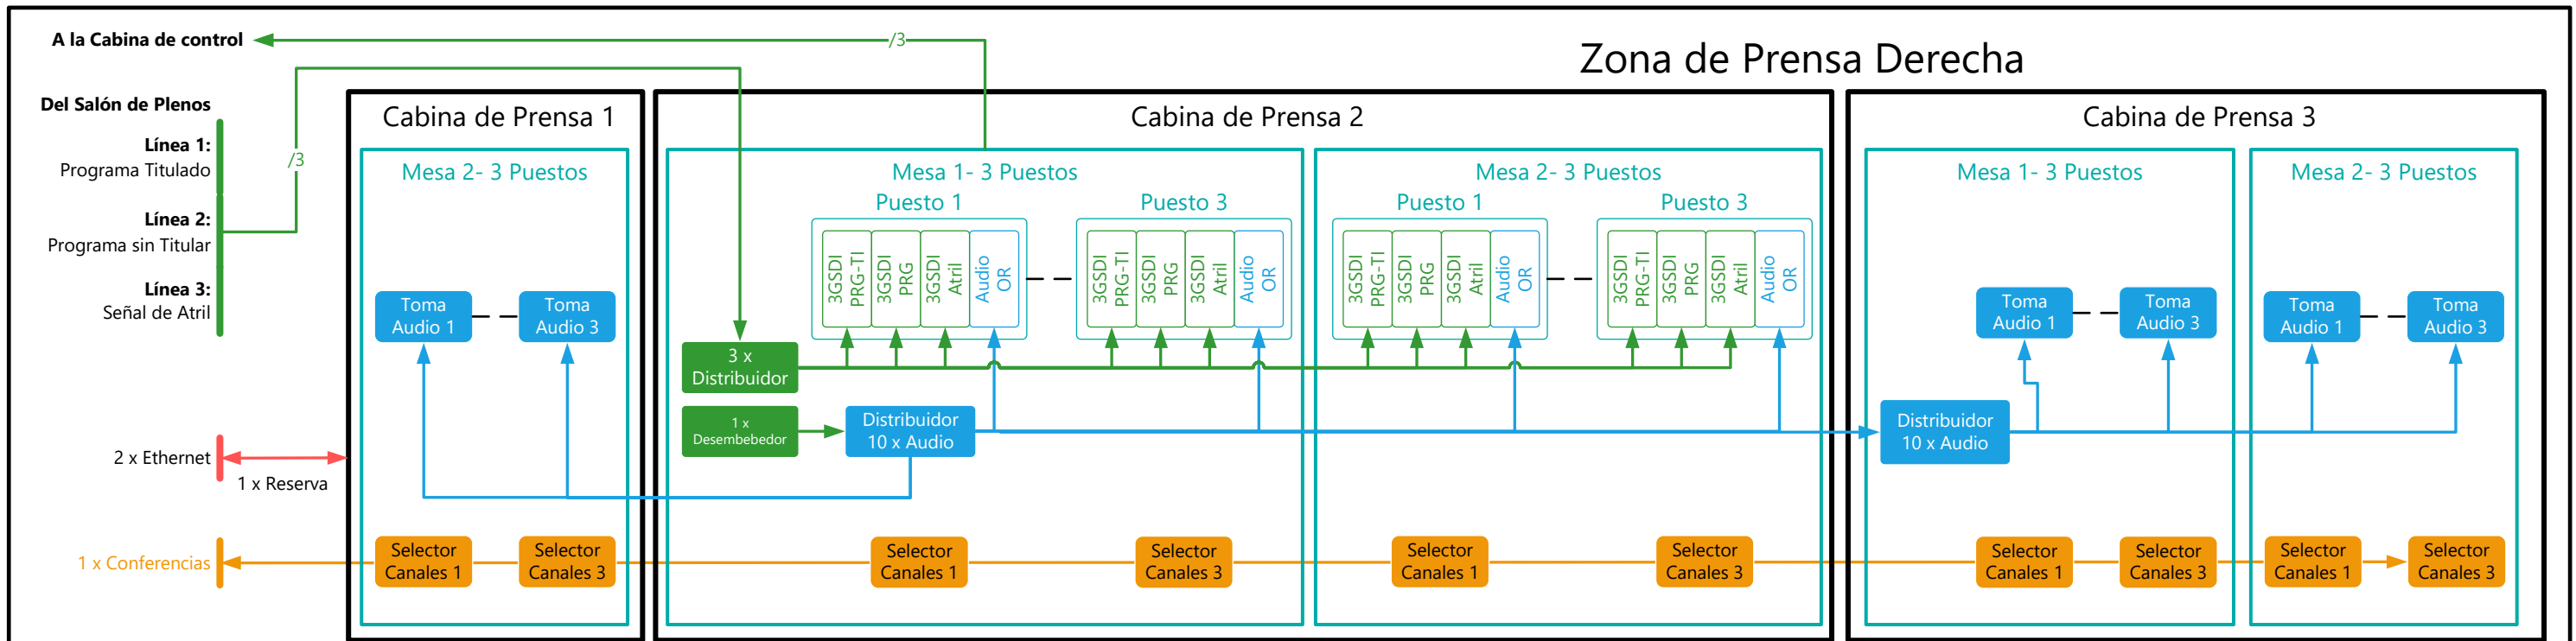 A la Cabina de control
/3
Zona de Prensa Derecha
Del Salón de Plenos
Línea 1:
Programa Titulado
/3
Línea 2:
Programa sin Titular
Línea 3:
Señal de Atril
2 x Ethernet
1 x Reserva
1 x Conferencias
Cabina de Prensa 1
Mesa 2- 3 Puestos
Toma
Audio 1
Toma
Audio 3
Selector
Canales 1
Selector
Canales 3
Cabina de Prensa 2
Mesa 1- 3 Puestos
Puesto 1
3GSDI
PRG-TI
3GSDI
PRG
3GSDI
Atril
Audio
OR
Puesto 3
3GSDI
PRG-TI
3GSDI
PRG
3GSDI
Atril
Audio
OR
3 x
Distribuidor
1 x
Desembebedor
Distribuidor
10 x Audio
Selector
Canales 1
Selector
Canales 3
Mesa 2- 3 Puestos
Puesto 1
3GSDI
PRG-TI
3GSDI
PRG
3GSDI
Atril
Audio
OR
Puesto 3
3GSDI
PRG-TI
3GSDI
PRG
3GSDI
Atril
Audio
OR
Selector
Canales 1
Selector
Canales 3
Cabina de Prensa 3
Mesa 1- 3 Puestos
Toma
Audio 1
Toma
Audio 3
Distribuidor
10 x Audio
Selector
Canales 1
Selector
Canales 3
Mesa 2- 3 Puestos
Toma
Audio 1
Toma
Audio 3
Selector
Canales 1
Selector
Canales 3